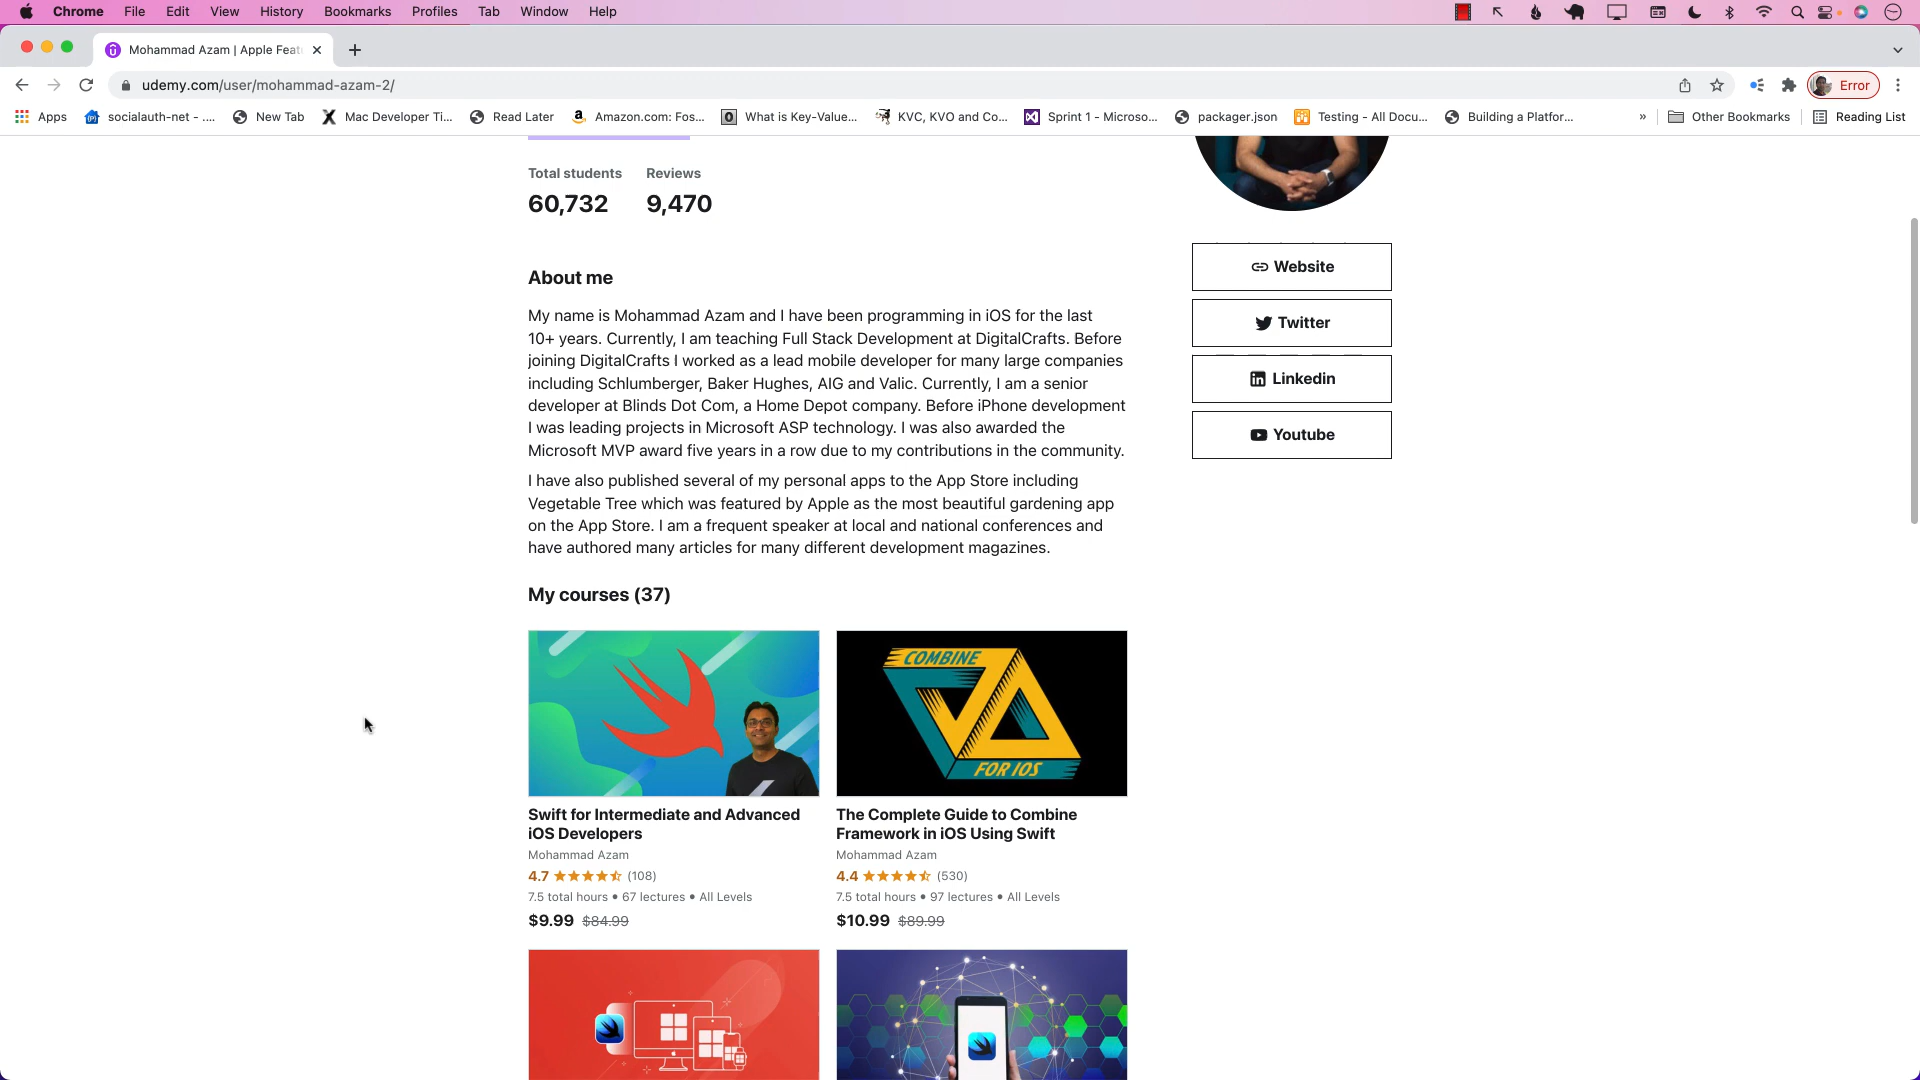 Chrome File Edit View History Bookmarks Profiles Tab Window Help
Mohammad Azam | Apple Feat
udemy.com/user/mohammad-azam-2/
Error
Apps socialauth-net - .... New Tab Mac Developer Ti... Read Later Amazon.com: Fos... What is Key-Value... KVC, KVO and Co... Sprint 1 - Microso... packager.json Testing - All Docu... Building a Platfor... » Other Bookmarks Reading List
Total students Reviews
60,732 9,470
About me
My name is Mohammad Azam and I have been programming in iOS for the last
10+ years. Currently, I am teaching Full Stack Development at DigitalCrafts. Before
joining DigitalCrafts I worked as a lead mobile developer for many large companies
including Schlumberger, Baker Hughes, AIG and Valic. Currently, I am a senior
developer at Blinds Dot Com, a Home Depot company. Before iPhone development
I was leading projects in Microsoft ASP technology. I was also awarded the
Microsoft MVP award five years in a row due to my contributions in the community.
I have also published several of my personal apps to the App Store including
Vegetable Tree which was featured by Apple as the most beautiful gardening app
on the App Store. I am a frequent speaker at local and national conferences and
have authored many articles for many different development magazines.
Website
Twitter
Linkedin
Youtube
My courses (37)
COMBINE
FOR IOS
Swift for Intermediate and Advanced
iOS Developers
Mohammad Azam
4.7 (108)
7.5 total hours • 67 lectures • All Levels
$9.99 $84.99
The Complete Guide to Combine
Framework in iOS Using Swift
Mohammad Azam
4.4 (530)
7.5 total hours • 97 lectures • All Levels
$10.99 $89.99